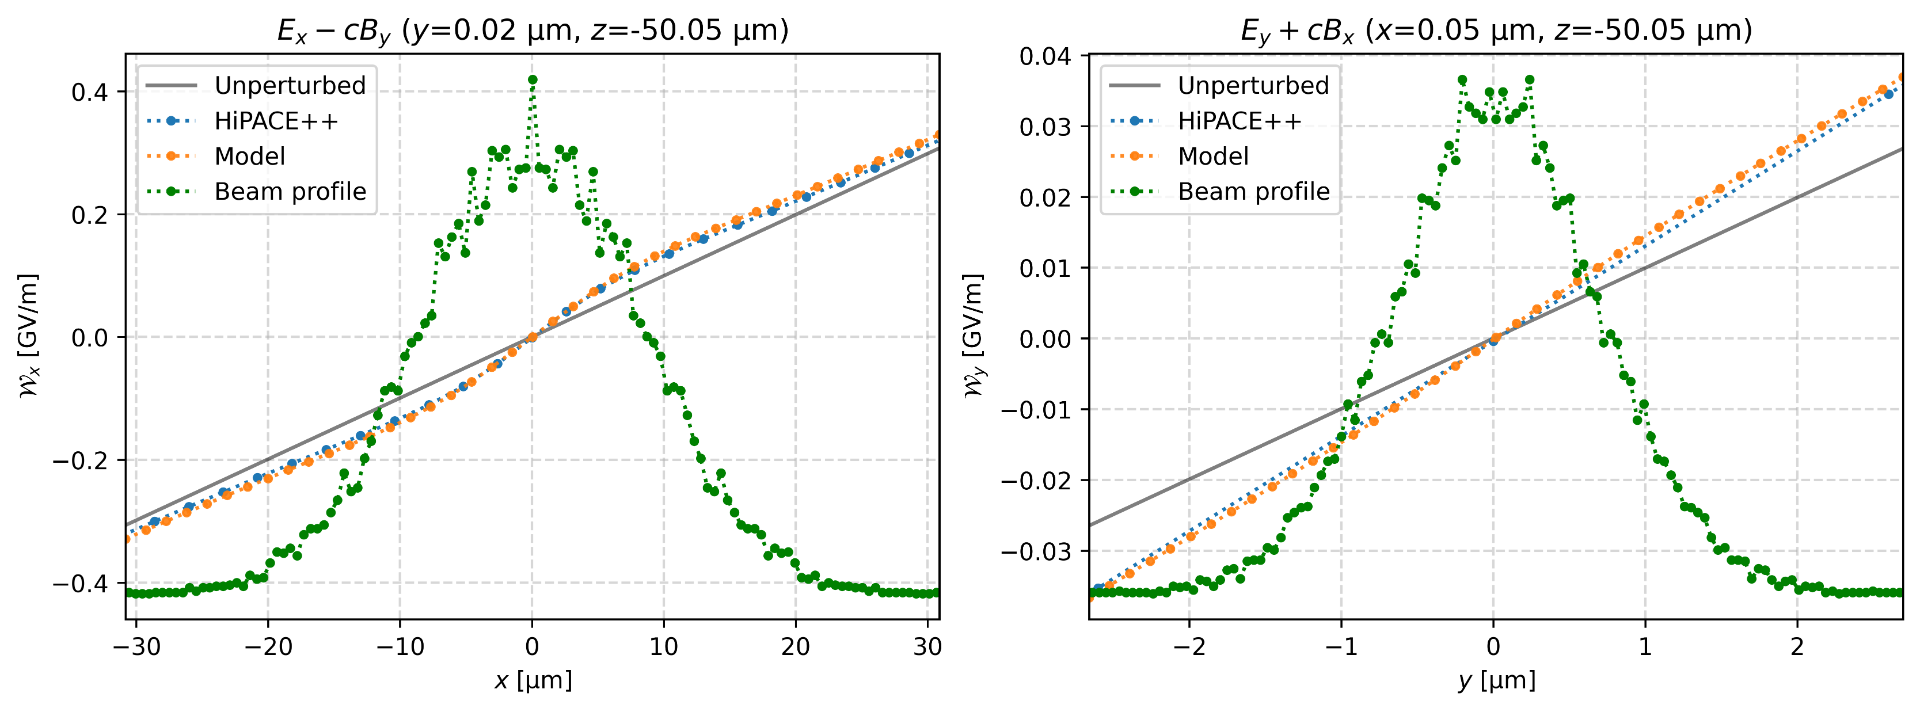 E_x − cB_y (y=0.02 µm, z=-50.05 µm)
Unperturbed
HiPACE++
Model
Beam profile
0.4
0.2
0.0
−0.2
−0.4
𝒲_x [GV/m]
−30
−20
−10
0
10
20
30
x [µm]
E_y + cB_x (x=0.05 µm, z=-50.05 µm)
Unperturbed
HiPACE++
Model
Beam profile
0.04
0.03
0.02
0.01
0.00
−0.01
−0.02
−0.03
𝒲_y [GV/m]
−2
−1
0
1
2
y [µm]